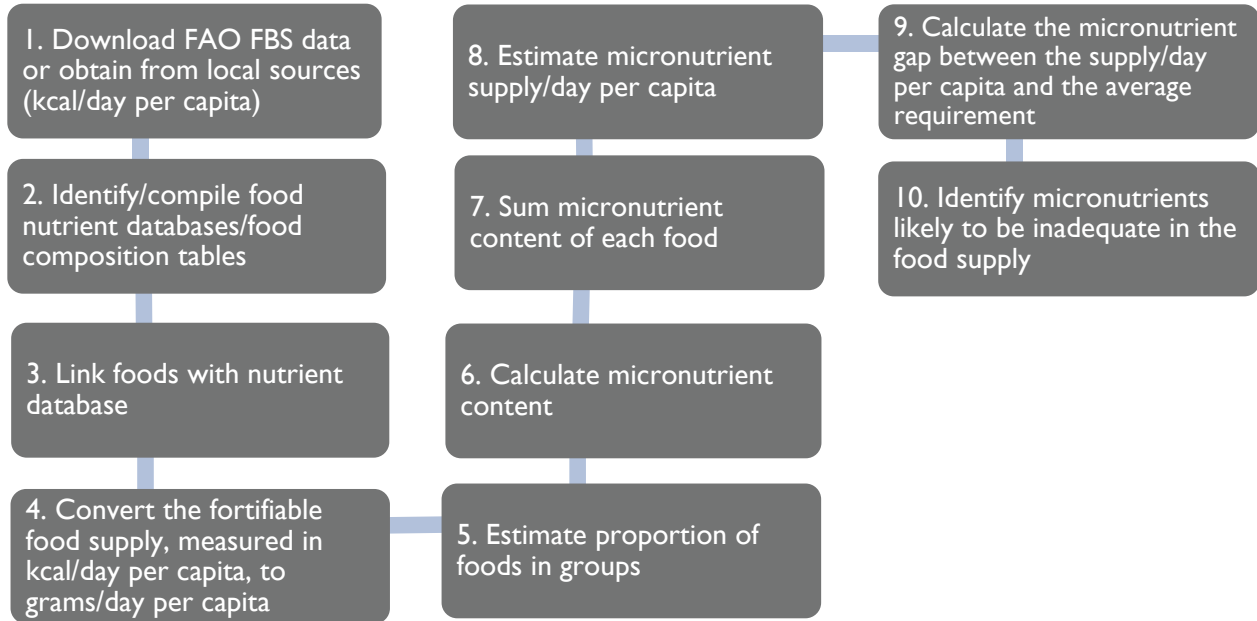 1. Download FAO FBS data
or obtain from local sources
(kcal/day per capita)
2. Identify/compile food
nutrient databases/food
composition tables
3. Link foods with nutrient
database
4. Convert the fortifiable
food supply, measured in
kcal/day per capita, to
grams/day per capita
5. Estimate proportion of
foods in groups
6. Calculate micronutrient
content
7. Sum micronutrient
content of each food
8. Estimate micronutrient
supply/day per capita
9. Calculate the micronutrient
gap between the supply/day
per capita and the average
requirement
10. Identify micronutrients
likely to be inadequate in the
food supply